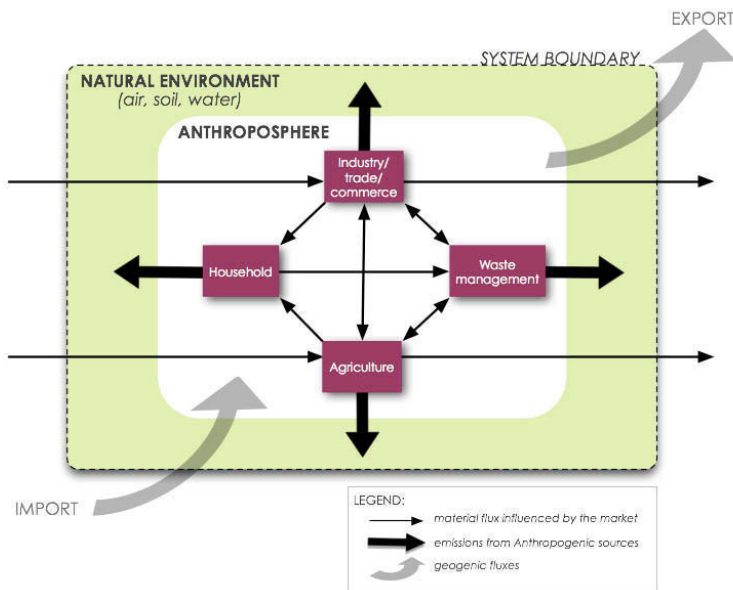 EXPORT
SYSTEM BOUNDARY
NATURAL ENVIRONMENT
(air, soil, water)
ANTHROPOSPHERE
Industry/
trade/
commerce
Household
Waste
management
Agriculture
IMPORT
LEGEND:
material flux influenced by the market
emissions from Anthropogenic sources
geogenic fluxes